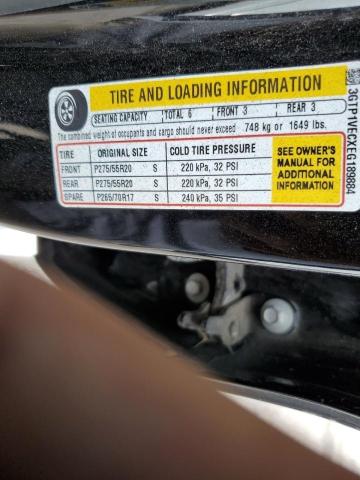 TIRE AND LOADING INFORMATION
SEATING CAPACITY TOTAL 6 FRONT 3 REAR 3
The combined weight of occupants and cargo should never exceed 748 kg or 1649 lbs.
TIRE ORIGINAL SIZE COLD TIRE PRESSURE
FRONT P275/55R20 S 220 kPa, 32 PSI
REAR P275/55R20 S 220 kPa, 32 PSI
SPARE P265/70R17 S 240 kPa, 35 PSI
SEE OWNER'S
MANUAL FOR
ADDITIONAL
INFORMATION
3GTP1VECXEG189884